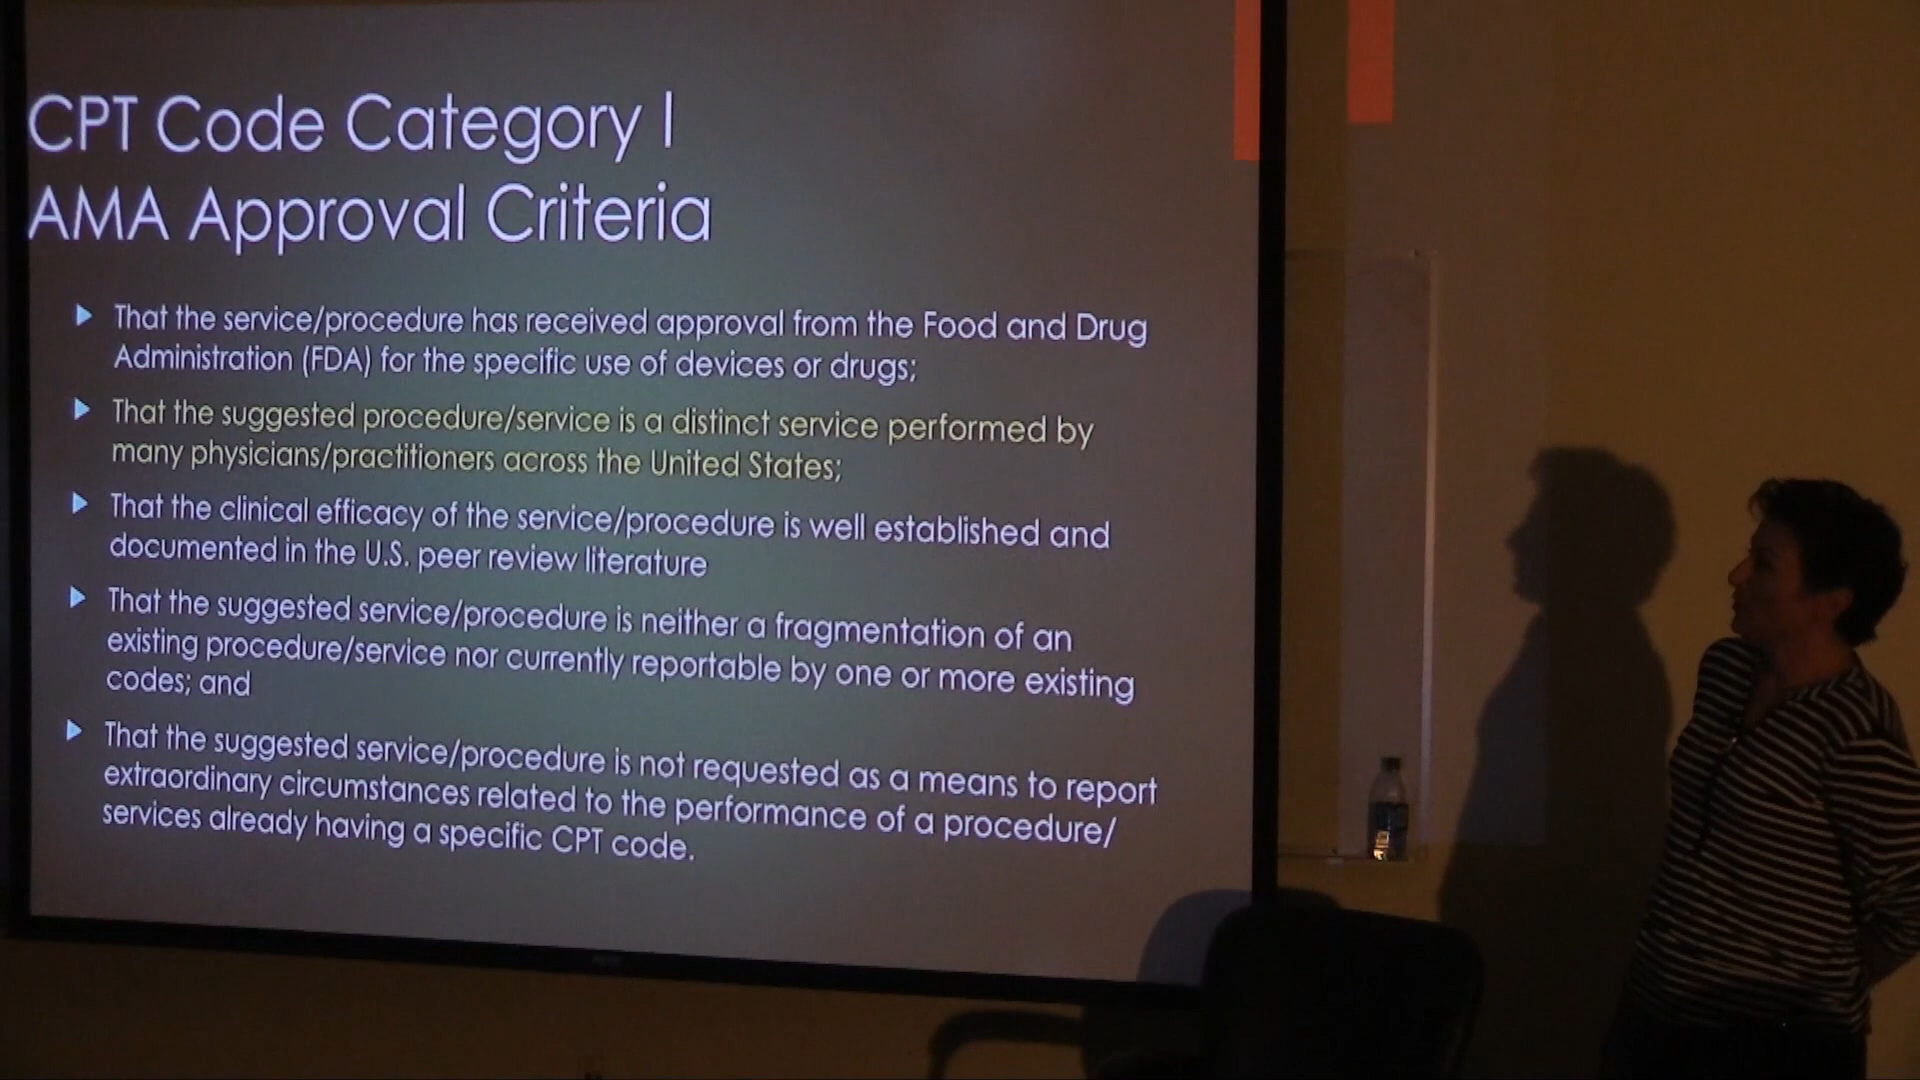 CPT Code Category I
AMA Approval Criteria
That the service/procedure has received approval from the Food and Drug
Administration (FDA) for the specific use of devices or drugs;
That the suggested procedure/service is a distinct service performed by
many physicians/practitioners across the United States;
That the clinical efficacy of the service/procedure is well established and
documented in the U.S. peer review literature
That the suggested service/procedure is neither a fragmentation of an
existing procedure/service nor currently reportable by one or more existing
codes; and
That the suggested service/procedure is not requested as a means to report
extraordinary circumstances related to the performance of a procedure/
services already having a specific CPT code.